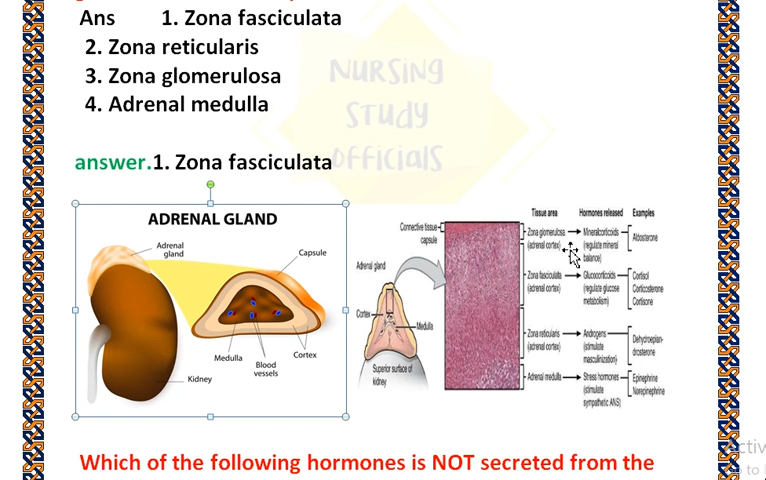 Ans 1. Zona fasciculata
2. Zona reticularis
3. Zona glomerulosa
4. Adrenal medulla
NURSING
STUDY
OFFICIALS
answer.1. Zona fasciculata
ADRENAL GLAND
Adrenal
gland
Capsule
Medulla
Blood
vessels
Cortex
Kidney
Connective tissue
capsule
Adrenal gland
Cortex
Medulla
Superior surface of
kidney
Tissue area
Hormones released
Examples
Zona glomerulosa
(adrenal cortex)
Mineralcorticoids
(regulate mineral
balance)
Aldosterone
Zona fasciculata
(adrenal cortex)
Glucocorticoids
(regulate glucose
metabolism)
Cortisol
Corticosterone
Cortisone
Zona reticularis
(adrenal cortex)
Androgens
(stimulate
masculinization)
Dehydroepian-
drosterone
Adrenal medulla
Stress hormones
(stimulate
sympathetic ANS)
Epinephrine
Norepinephrine
Which of the following hormones is NOT secreted from the